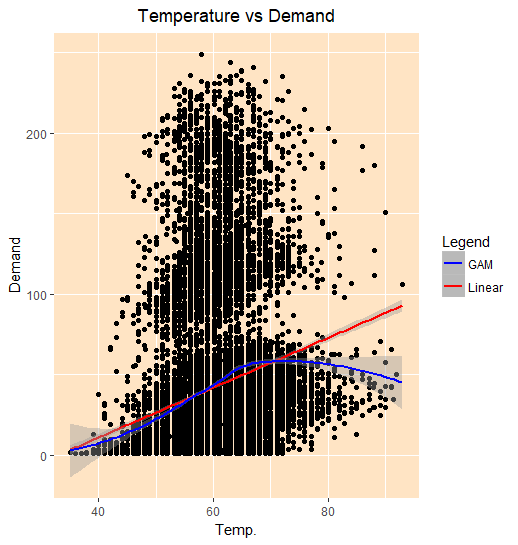 Temperature vs Demand
200
100
0
Demand
40 60 80
Temp.
Legend
GAM
Linear